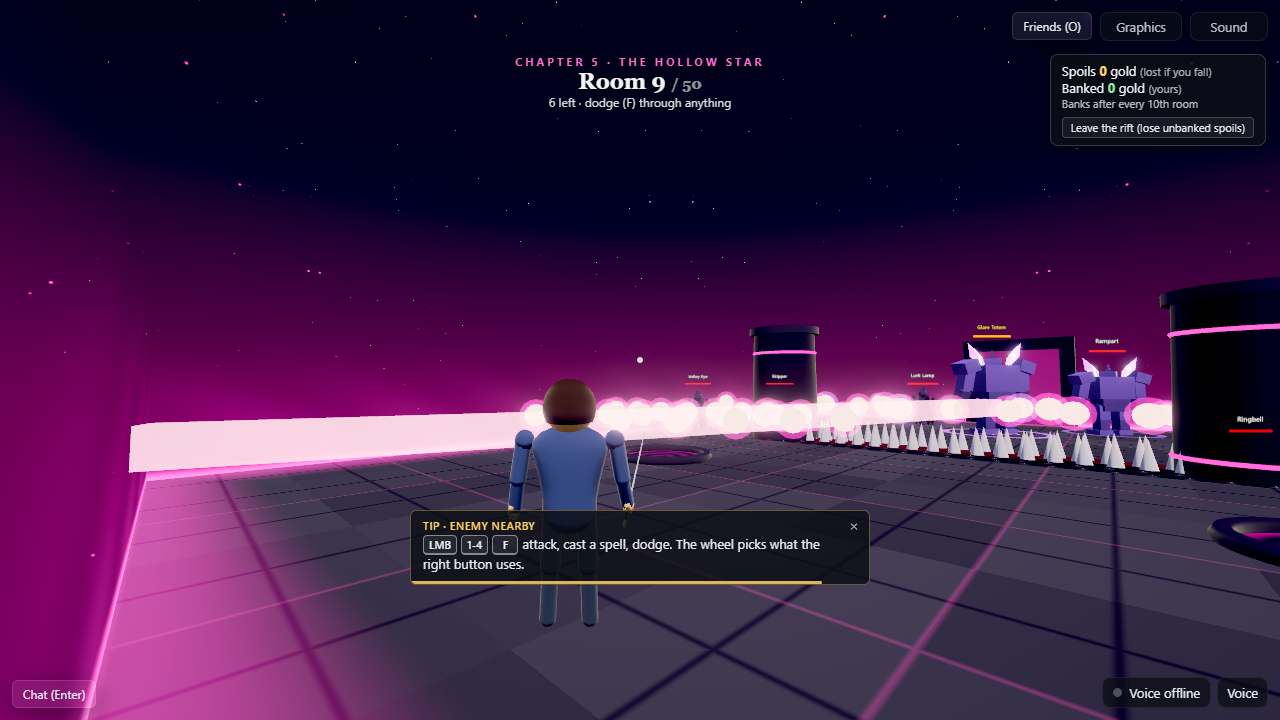 Friends (O)
Graphics
Sound
CHAPTER 5 · THE HOLLOW STAR
Room 9 / 50
6 left · dodge (F) through anything
Spoils 0 gold (lost if you fall)
Banked 0 gold (yours)
Banks after every 10th room
Leave the rift (lose unbanked spoils)
Glare Totem
Rampart
Skipper
Lurk Lamp
Ringbell
TIP · ENEMY NEARBY
×
LMB 1-4 F attack, cast a spell, dodge. The wheel picks what the
right button uses.
Chat (Enter)
Voice offline
Voice